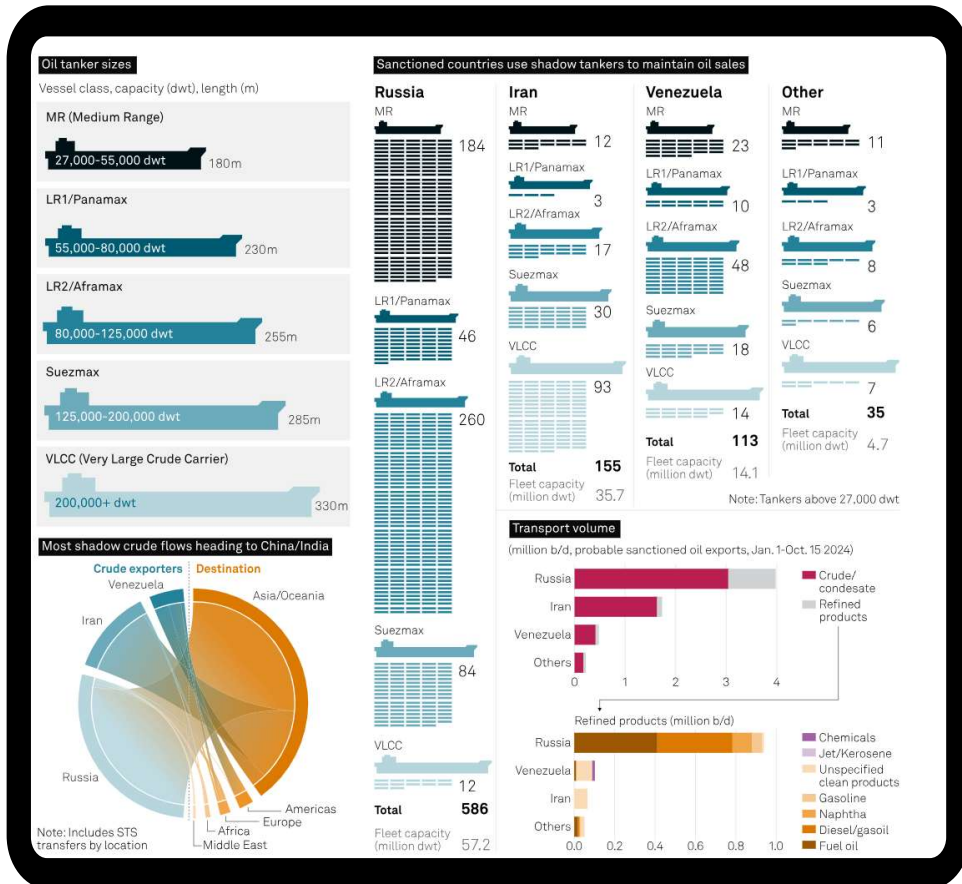 Oil tanker sizes
Vessel class, capacity (dwt), length (m)
MR (Medium Range)
27,000-55,000 dwt
180m
LR1/Panamax
55,000-80,000 dwt
230m
LR2/Aframax
80,000-125,000 dwt
255m
Suezmax
125,000-200,000 dwt
285m
VLCC (Very Large Crude Carrier)
200,000+ dwt
330m
Most shadow crude flows heading to China/India
Crude exporters
Destination
Venezuela
Asia/Oceania
Iran
Russia
Americas
Europe
Africa
Middle East
Note: Includes STS
transfers by location
Sanctioned countries use shadow tankers to maintain oil sales
Russia
MR
184
LR1/Panamax
46
LR2/Aframax
260
Suezmax
84
VLCC
12
Total 586
Fleet capacity
(million dwt) 57.2
Iran
MR
12
LR1/Panamax
3
LR2/Aframax
17
Suezmax
30
VLCC
93
Total 155
Fleet capacity
(million dwt) 35.7
Venezuela
MR
23
LR1/Panamax
10
LR2/Aframax
48
Suezmax
18
VLCC
14
Total 113
Fleet capacity
(million dwt) 14.1
Other
MR
11
LR1/Panamax
3
LR2/Aframax
8
Suezmax
6
VLCC
7
Total 35
Fleet capacity
(million dwt) 4.7
Note: Tankers above 27,000 dwt
Transport volume
(million b/d, probable sanctioned oil exports, Jan. 1-Oct. 15 2024)
Russia
Iran
Venezuela
Others
0 1 2 3 4
Crude/
condensate
Refined
products
Refined products (million b/d)
Russia
Venezuela
Iran
Others
0.0 0.2 0.4 0.6 0.8 1.0
Chemicals
Jet/Kerosene
Unspecified
clean products
Gasoline
Naphtha
Diesel/gasoil
Fuel oil